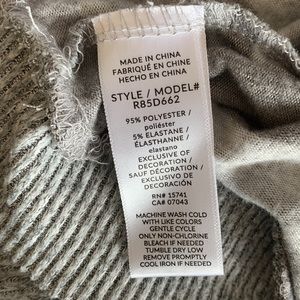 MADE IN CHINA
FABRIQUÉ EN CHINE
HECHO EN CHINA
STYLE / MODEL#
RB5D662
95% POLYESTER /
poliéster
5% ELASTANE /
ÉLASTHANNE /
elastano
EXCLUSIVE OF
DECORATION /
SAUF DÉCORATION /
EXCLUSIVO DE
DECORACIÓN
RN# 15741
CA# 07043
MACHINE WASH COLD
WITH LIKE COLORS
GENTLE CYCLE
ONLY NON-CHLORINE
BLEACH IF NEEDED
TUMBLE DRY LOW
REMOVE PROMPTLY
COOL IRON IF NEEDED